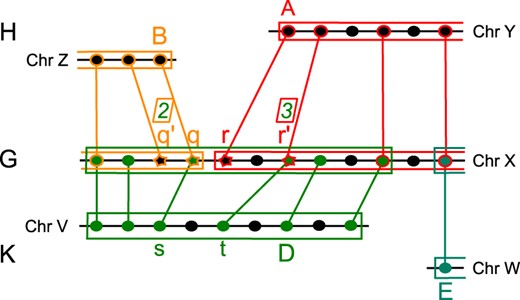 H A Chr Y
Chr Z B
2 3
q' q r r'
G Chr X
Chr V
s t D
K Chr W
E